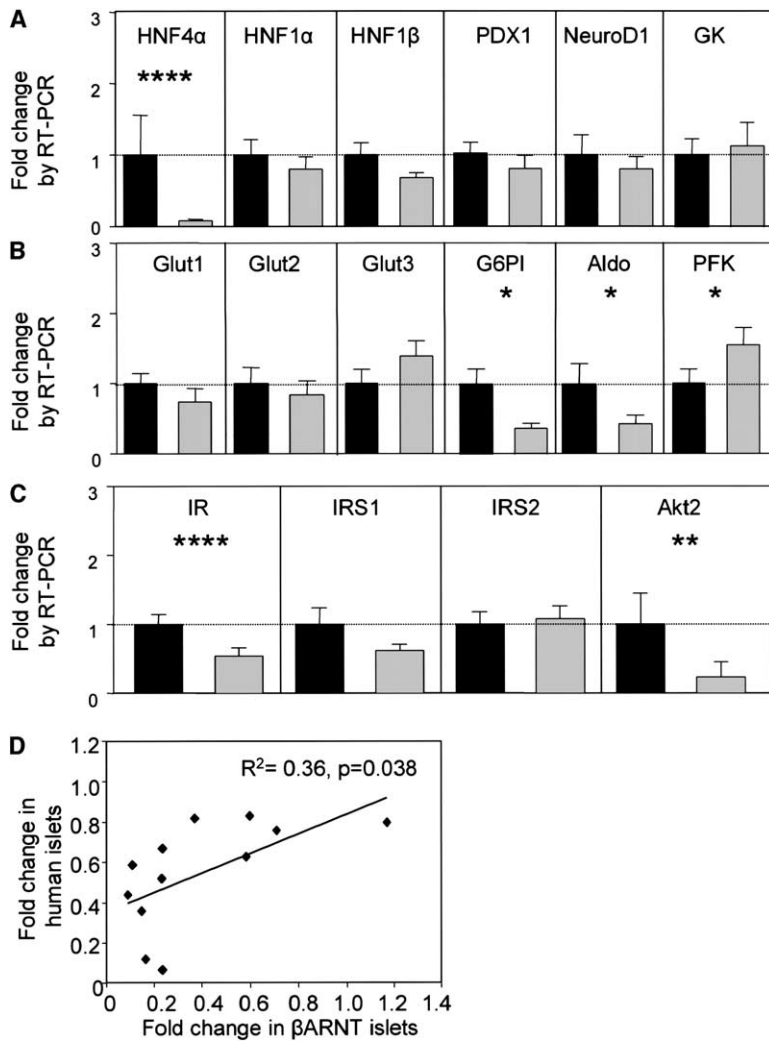 A
Fold change
by RT-PCR
3
2
1
0
HNF4α
HNF1α
HNF1β
PDX1
NeuroD1
GK
****
B
Fold change
by RT-PCR
3
2
1
0
Glut1
Glut2
Glut3
G6PI
Aldo
PFK
*
*
*
C
Fold change
by RT-PCR
3
2
1
0
IR
IRS1
IRS2
Akt2
****
**
D
Fold change in
human islets
1.2
1.0
0.8
0.6
0.4
0.2
0
R²= 0.36, p=0.038
0 0.2 0.4 0.6 0.8 1.0 1.2 1.4
Fold change in βARNT islets